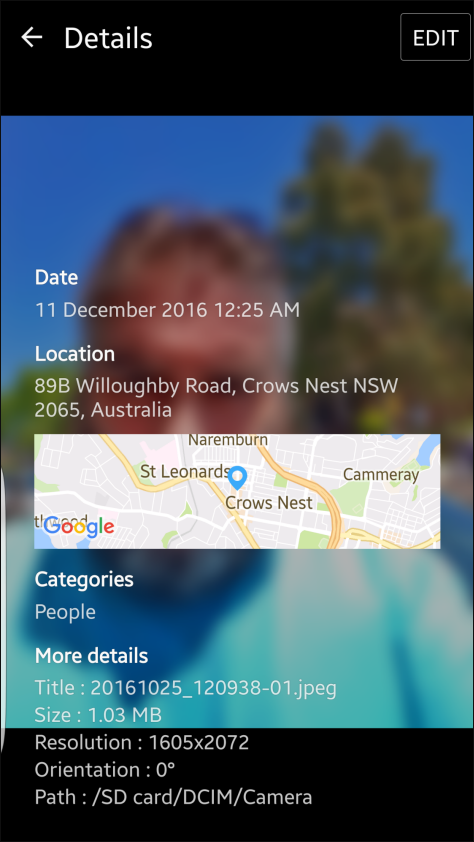 Details
EDIT
Date
11 December 2016 12:25 AM
Location
89B Willoughby Road, Crows Nest NSW
2065, Australia
Naremburn
St Leonards
Cammeray
Crows Nest
Google
Categories
People
More details
Title : 20161025_120938-01.jpeg
Size : 1.03 MB
Resolution : 1605x2072
Orientation : 0°
Path : /SD card/DCIM/Camera